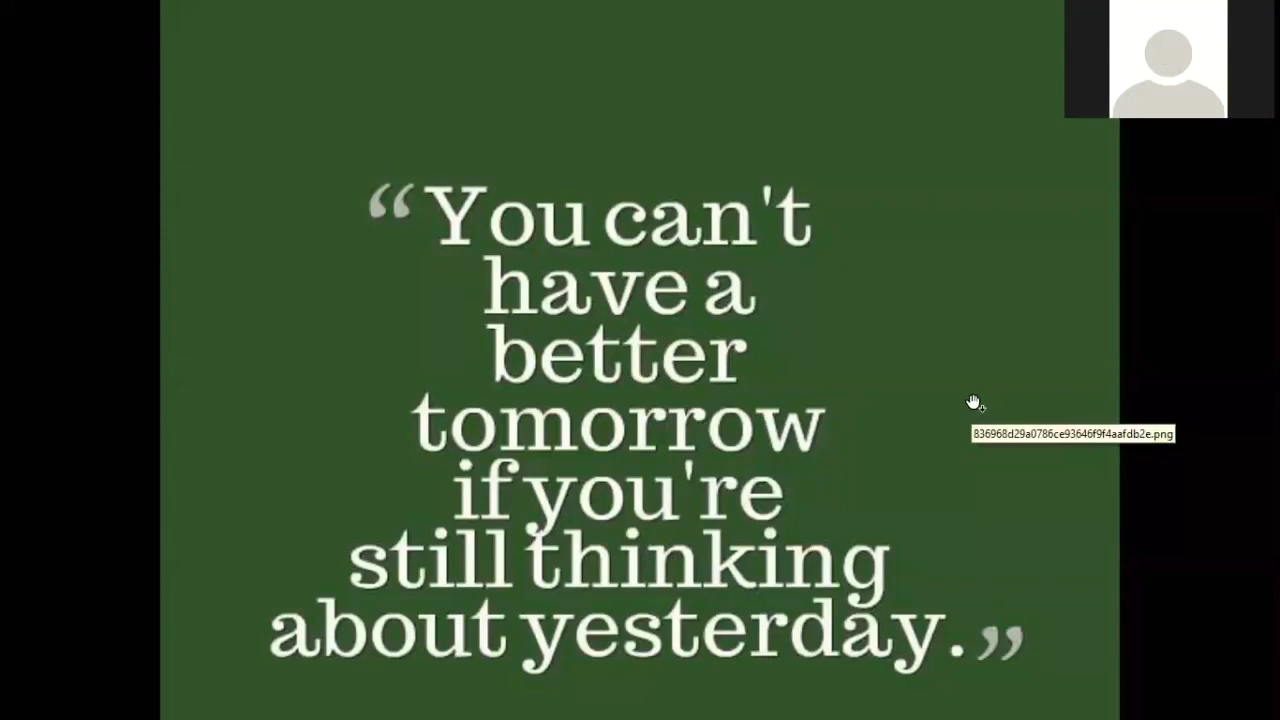 “You can't
have a
better
tomorrow
if you're
still thinking
about yesterday.”
836968d29a0786ce93646f9f4aafdb2e.png